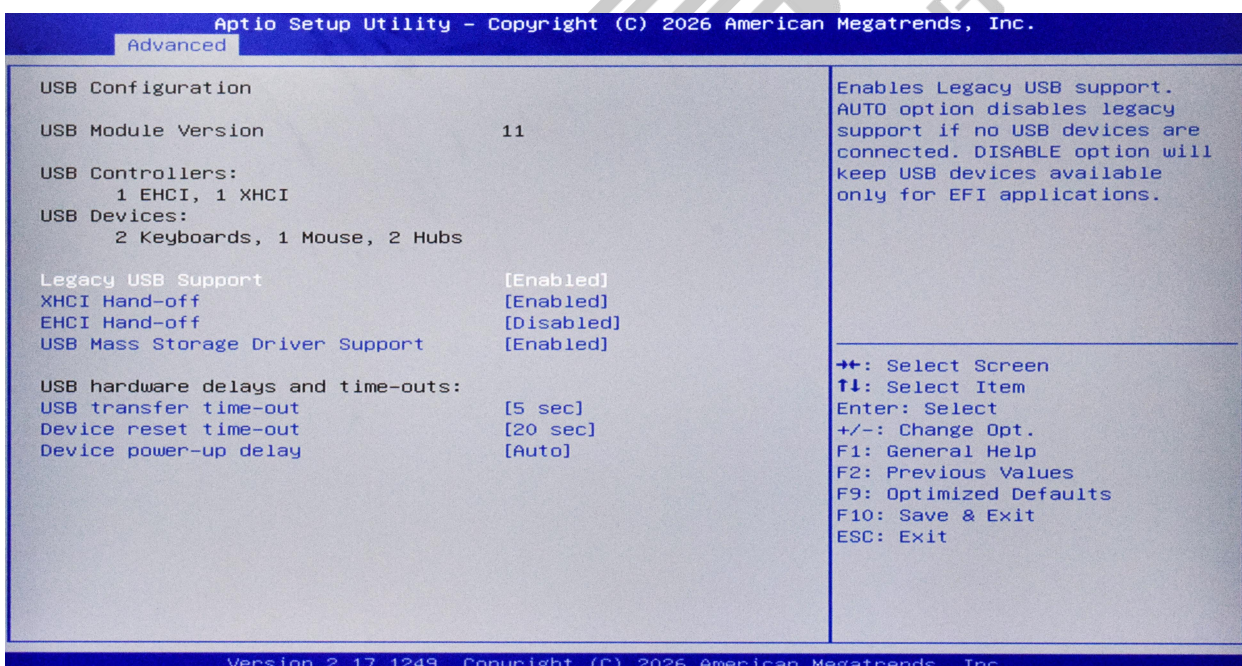 Aptio Setup Utility – Copyright (C) 2026 American Megatrends, Inc.
Advanced
USB Configuration
USB Module Version 11
USB Controllers:
1 EHCI, 1 XHCI
USB Devices:
2 Keyboards, 1 Mouse, 2 Hubs
Legacy USB Support [Enabled]
XHCI Hand-off [Enabled]
EHCI Hand-off [Disabled]
USB Mass Storage Driver Support [Enabled]
USB hardware delays and time-outs:
USB transfer time-out [5 sec]
Device reset time-out [20 sec]
Device power-up delay [Auto]
Enables Legacy USB support.
AUTO option disables legacy
support if no USB devices are
connected. DISABLE option will
keep USB devices available
only for EFI applications.
→←: Select Screen
↑↓: Select Item
Enter: Select
+/-: Change Opt.
F1: General Help
F2: Previous Values
F9: Optimized Defaults
F10: Save & Exit
ESC: Exit
Version 2.17.1249. Copyright (C) 2026 American Megatrends, Inc.